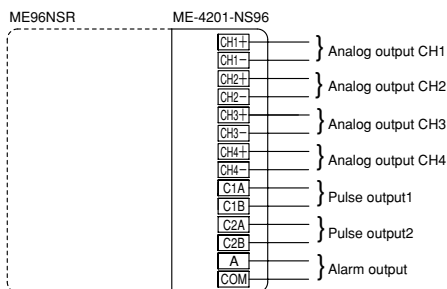 ME96NSR ME-4201-NS96
CH1+
CH1− Analog output CH1
CH2+
CH2− Analog output CH2
CH3+
CH3− Analog output CH3
CH4+
CH4− Analog output CH4
C1A
C1B Pulse output1
C2A
C2B Pulse output2
A
COM Alarm output